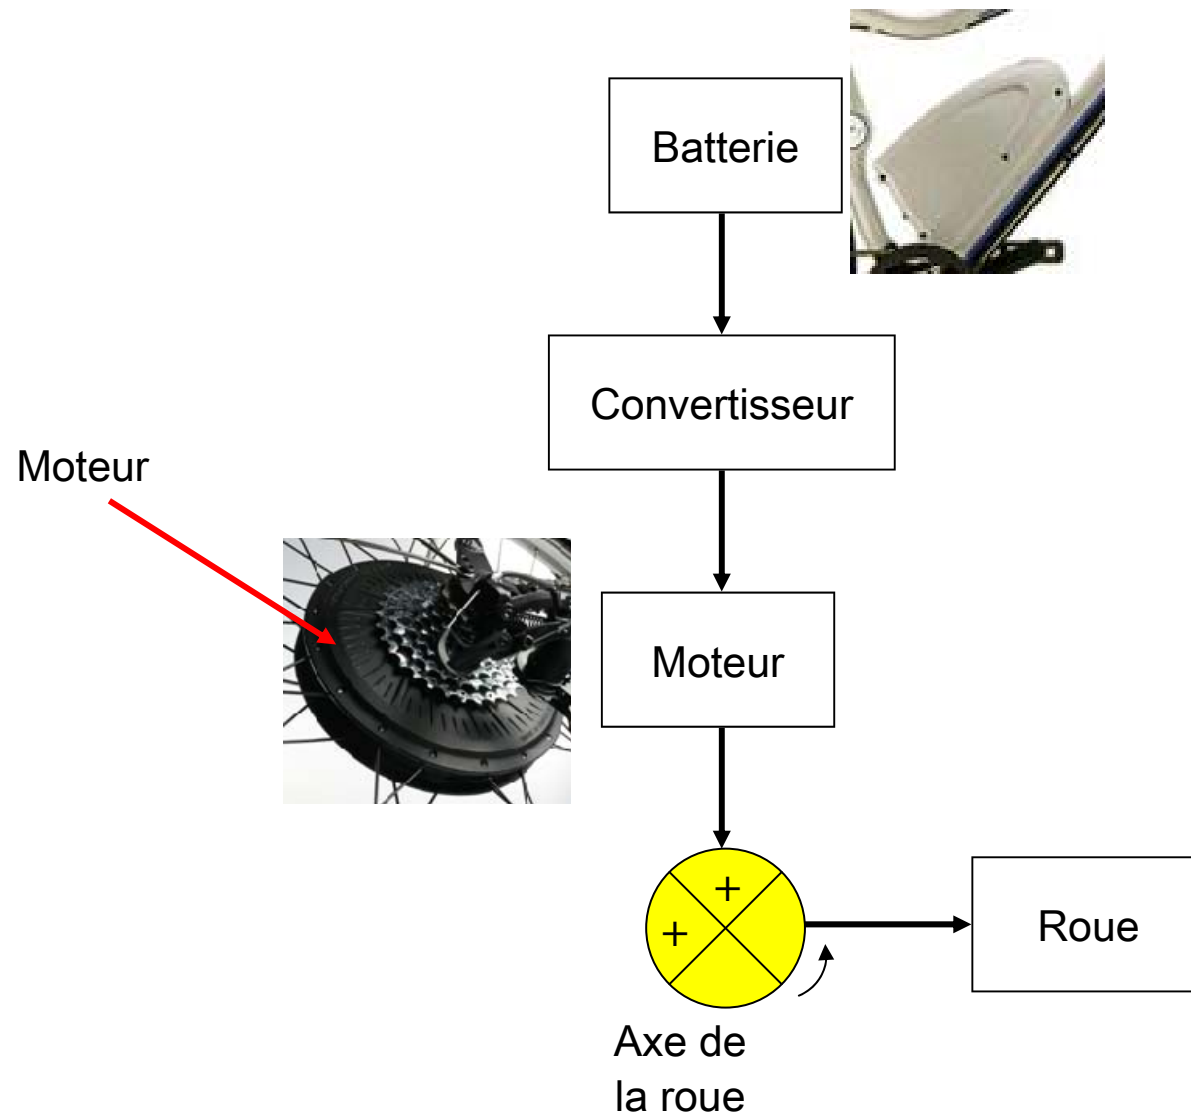 Batterie
Convertisseur
Moteur
Moteur
+
+
Roue
Axe de
la roue